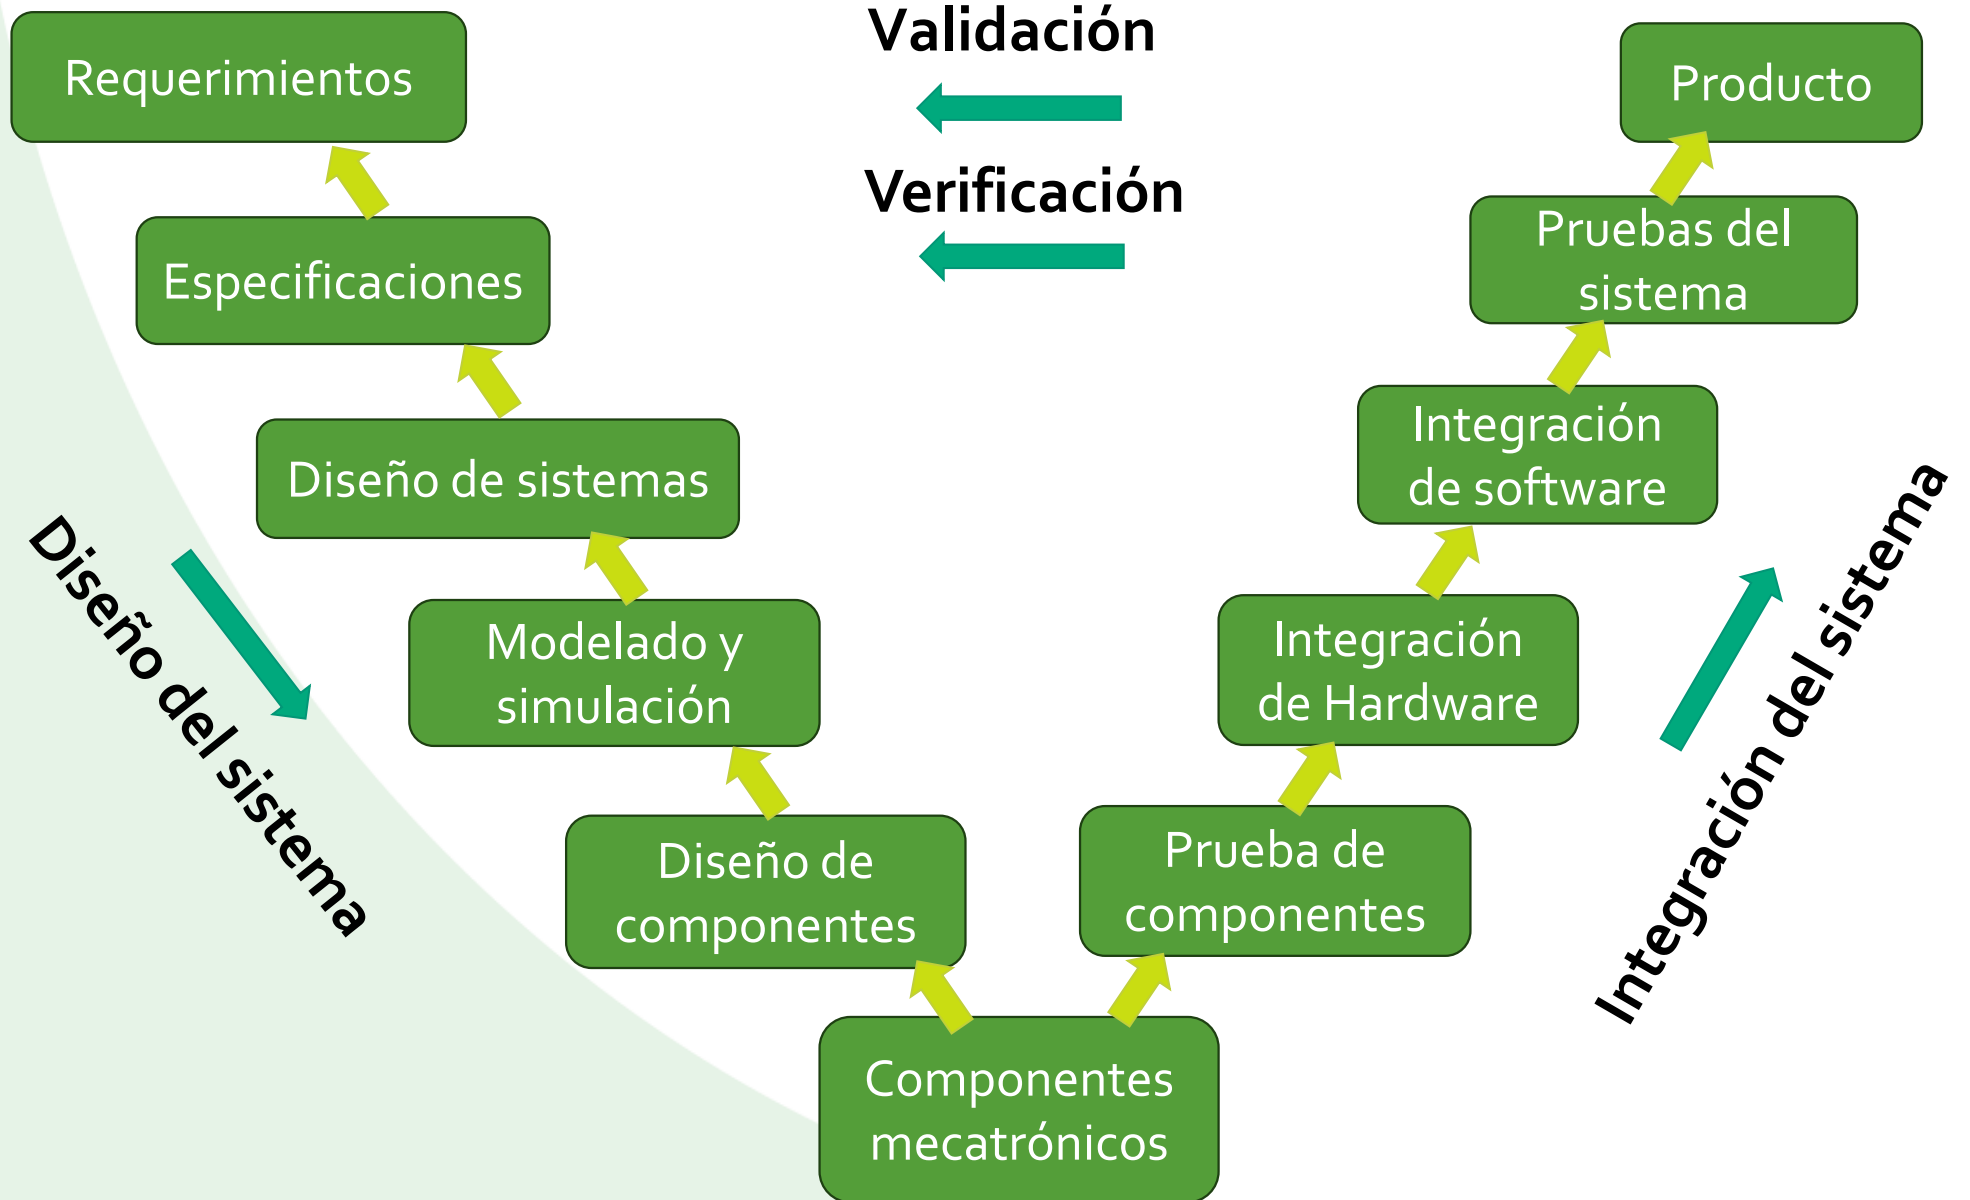 Requerimientos
Validación
Producto
Verificación
Especificaciones
Pruebas del
sistema
Diseño de sistemas
Integración
de software
Diseño del sistema
Modelado y
simulación
Integración
de Hardware
Integración del sistema
Diseño de
componentes
Prueba de
componentes
Componentes
mecatrónicos